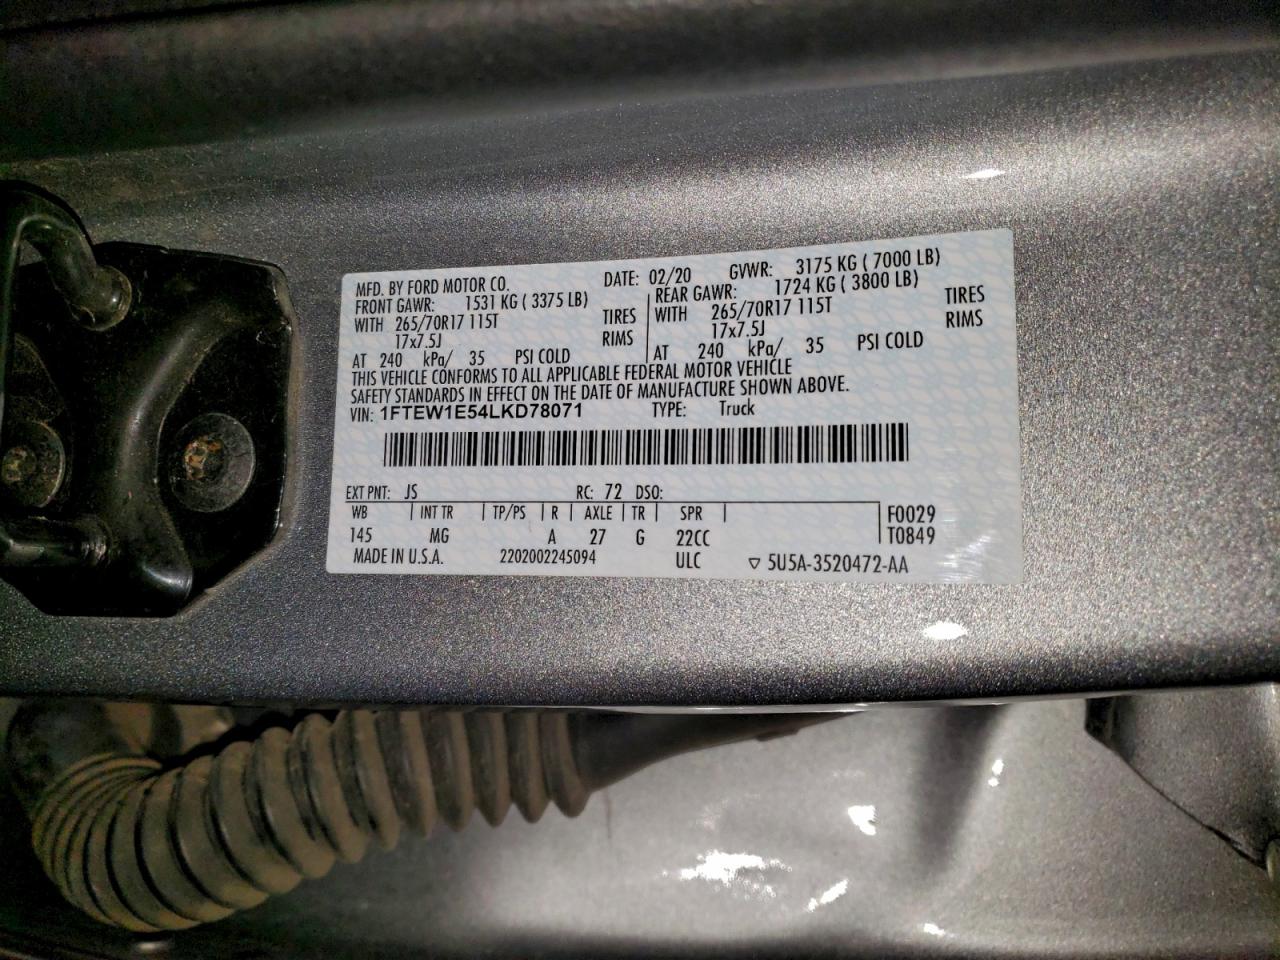 MFD. BY FORD MOTOR CO. DATE: 02/20 GVWR: 3175 KG ( 7000 LB)
FRONT GAWR: 1531 KG ( 3375 LB) REAR GAWR: 1724 KG ( 3800 LB)
WITH 265/70R17 115T TIRES WITH 265/70R17 115T TIRES
17x7.5J RIMS 17x7.5J RIMS
AT 240 kPa/ 35 PSI COLD AT 240 kPa/ 35 PSI COLD
THIS VEHICLE CONFORMS TO ALL APPLICABLE FEDERAL MOTOR VEHICLE
SAFETY STANDARDS IN EFFECT ON THE DATE OF MANUFACTURE SHOWN ABOVE.
VIN: 1FTEW1E54LKD78071 TYPE: Truck
EXT PNT: JS RC: 72 DSO:
WB INT TR TP/PS R AXLE TR SPR F0029
145 MG A 27 G 22CC T0849
MADE IN U.S.A. 2202002245094 ULC ▽ 5U5A-3520472-AA